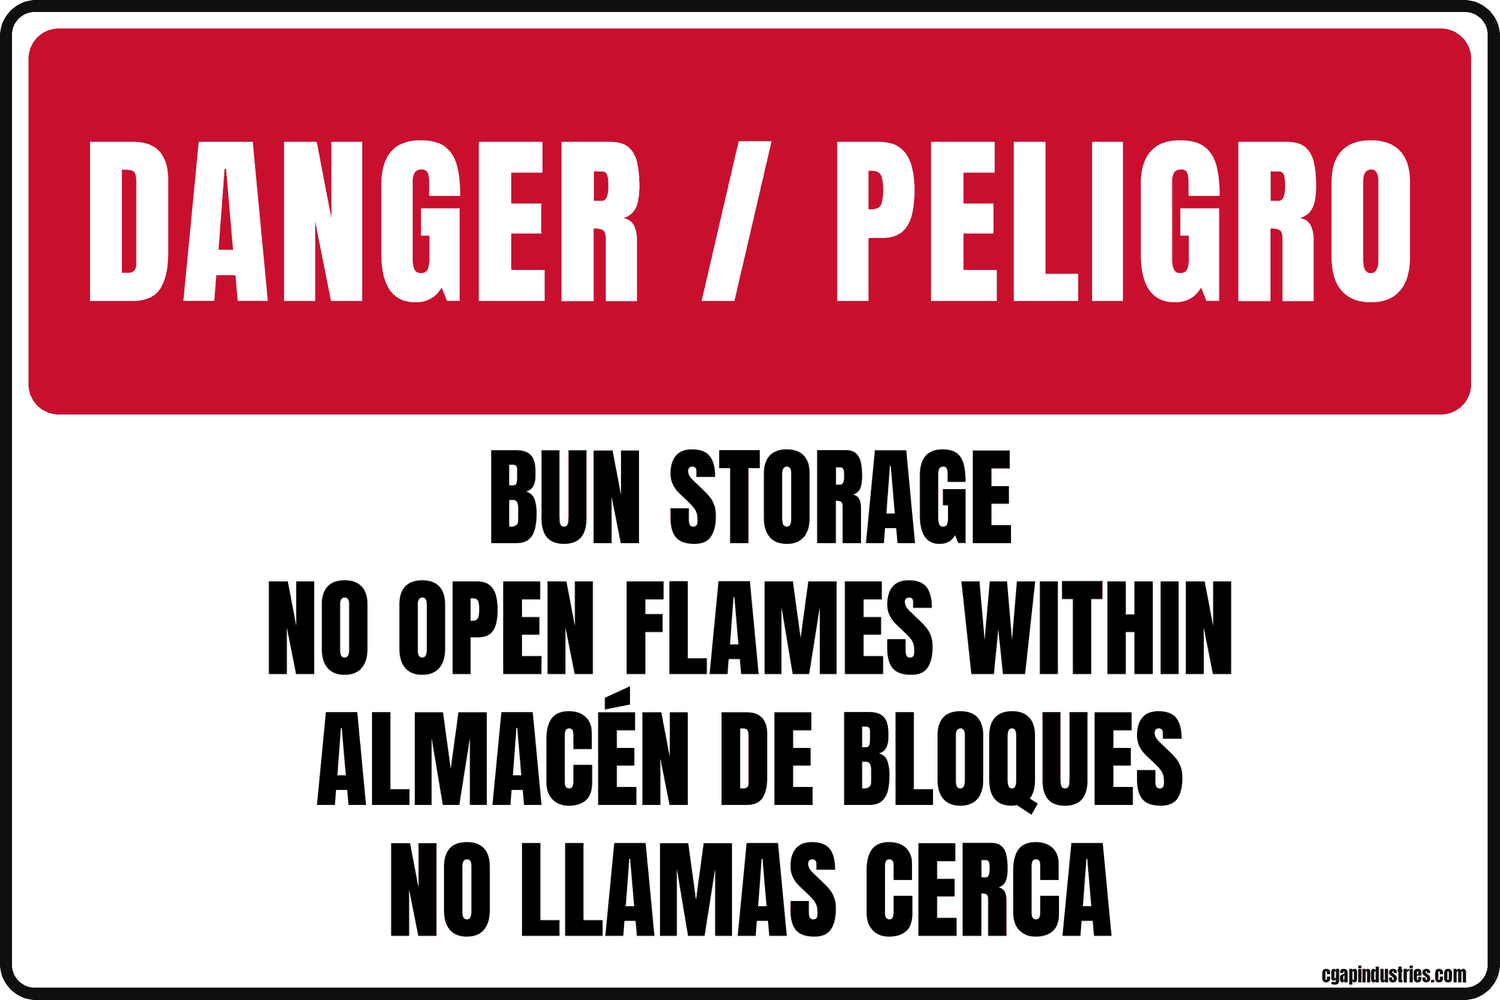 DANGER / PELIGRO
BUN STORAGE
NO OPEN FLAMES WITHIN
ALMACÉN DE BLOQUES
NO LLAMAS CERCA
cgapindustries.com